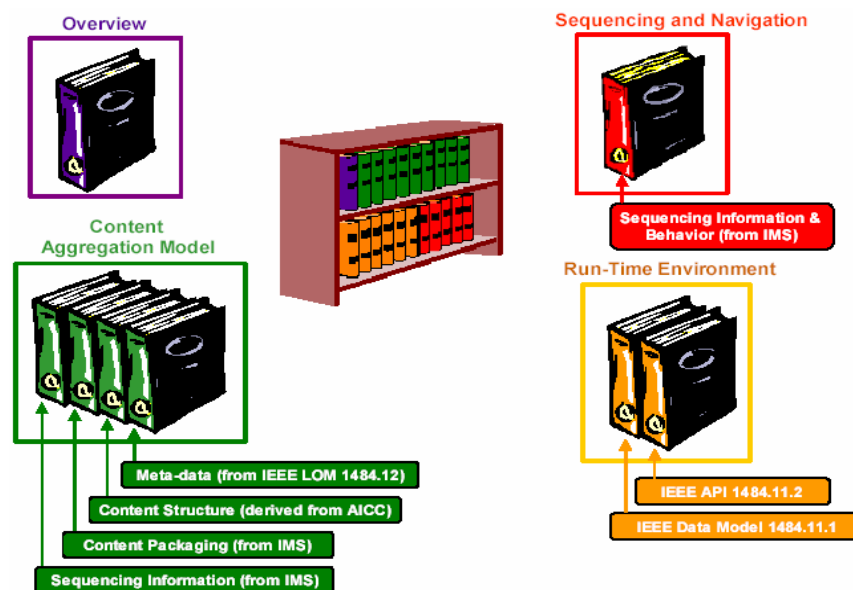 Overview
Sequencing and Navigation
Sequencing Information &
Behavior (from IMS)
Content
Aggregation Model
Run-Time Environment
Meta-data (from IEEE LOM 1484.12)
Content Structure (derived from AICC)
Content Packaging (from IMS)
Sequencing Information (from IMS)
IEEE API 1484.11.2
IEEE Data Model 1484.11.1